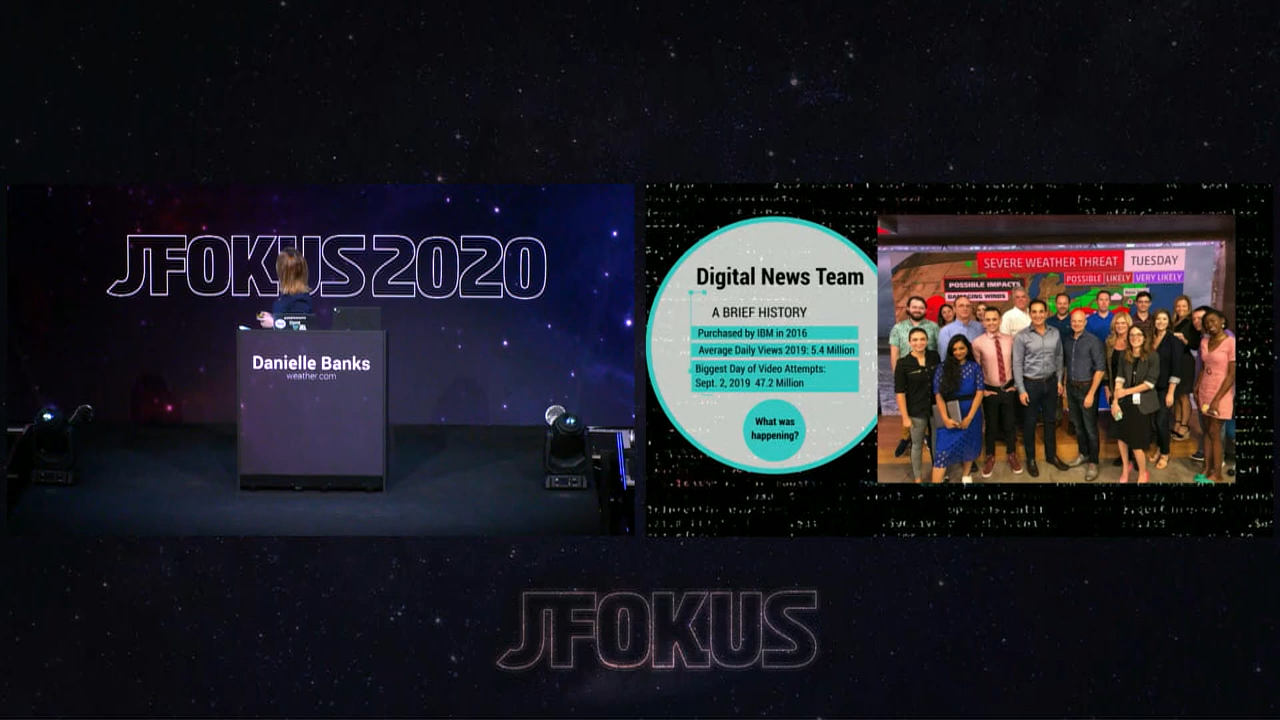 JFOKUS 2020
Danielle Banks
weather.com
Digital News Team
A BRIEF HISTORY
Purchased by IBM in 2016
Average Daily Views 2019: 5.4 Million
Biggest Day of Video Attempts:
Sept. 2, 2019 47.2 Million
What was
happening?
SEVERE WEATHER THREAT TUESDAY
POSSIBLE LIKELY VERY LIKELY
POSSIBLE IMPACTS
DAMAGING WINDS
JFOKUS